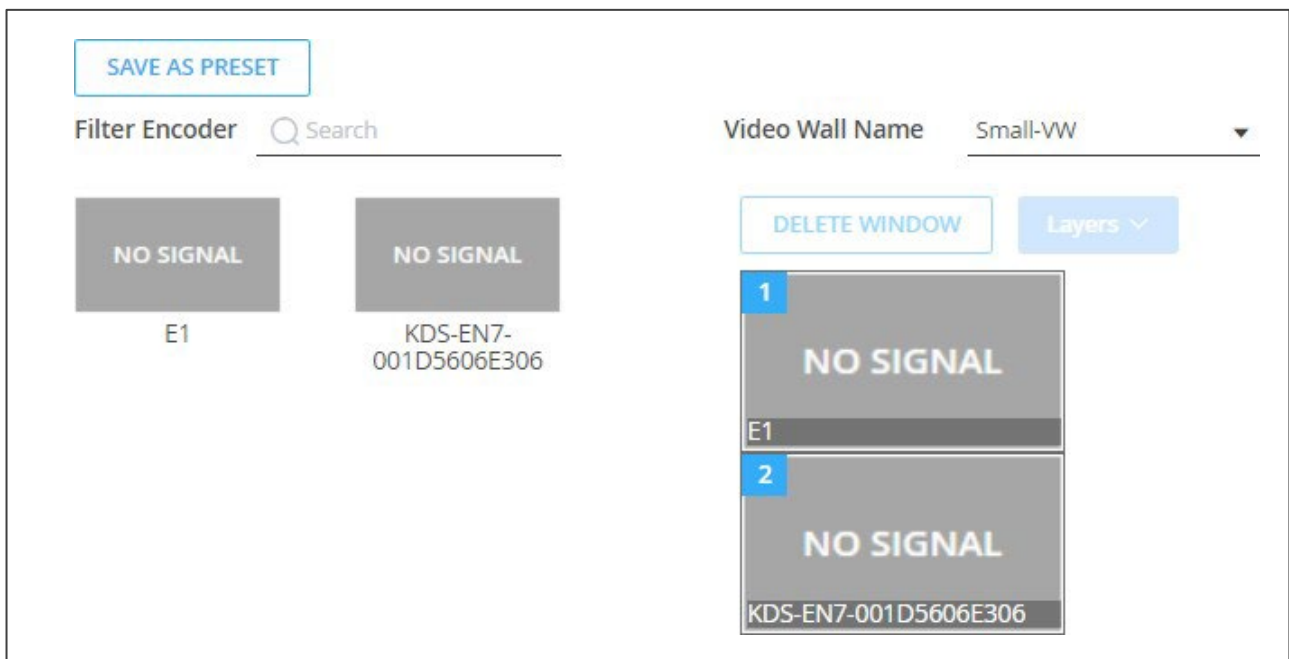 SAVE AS PRESET
Filter Encoder
Search
Video Wall Name
Small-VW
NO SIGNAL
NO SIGNAL
E1
KDS-EN7-
001D5606E306
DELETE WINDOW
Layers
1
NO SIGNAL
E1
2
NO SIGNAL
KDS-EN7-001D5606E306